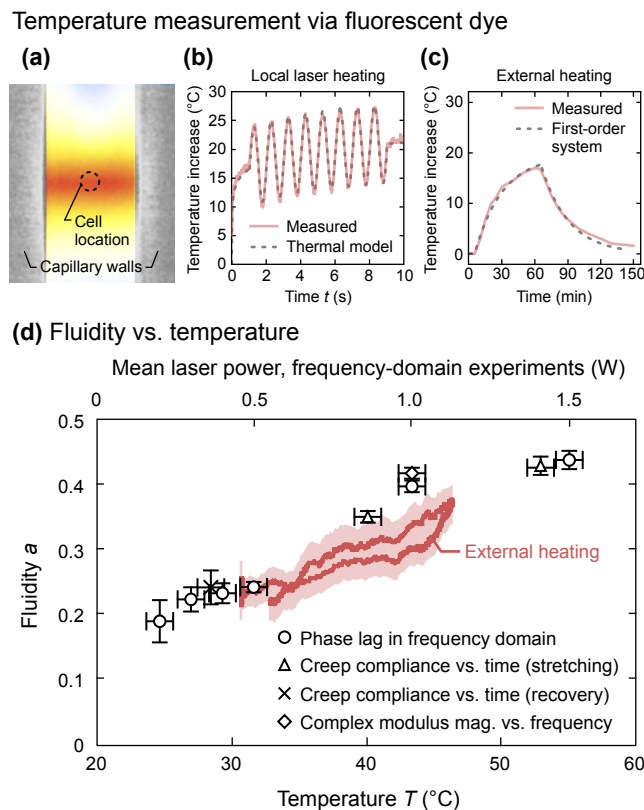 Temperature measurement via fluorescent dye
(a)
Cell
location
Capillary walls
(b)
Local laser heating
Temperature increase (°C)
30
25
20
15
10
5
0
Measured
Thermal model
0 2 4 6 8 10
Time t (s)
(c)
External heating
Temperature increase (°C)
30
20
10
0
Measured
First-order
system
0 30 60 90 120 150
Time (min)
(d) Fluidity vs. temperature
Mean laser power, frequency-domain experiments (W)
0 0.5 1.0 1.5
Fluidity a
0.5
0.4
0.3
0.2
0.1
0
External heating
Phase lag in frequency domain
Creep compliance vs. time (stretching)
Creep compliance vs. time (recovery)
Complex modulus mag. vs. frequency
20 30 40 50 60
Temperature T (°C)